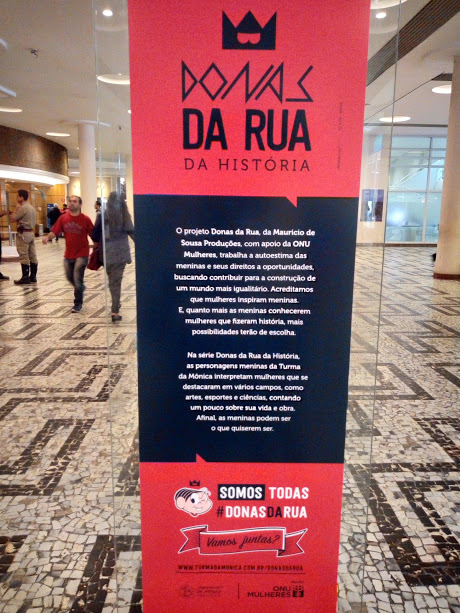 DONAS
DA RUA
DA HISTÓRIA
O projeto Donas da Rua, da Mauricio de
Sousa Produções, com apoio da ONU
Mulheres, trabalha a autoestima das
meninas e seus direitos a oportunidades,
buscando contribuir para a construção de
um mundo mais igualitário. Acreditamos
que mulheres inspiram meninas.
E, quanto mais as meninas conhecerem
mulheres que fizeram história, mais
possibilidades terão de escolha.
Na série Donas da Rua da História,
as personagens meninas da Turma
da Mônica interpretam mulheres que se
destacaram em vários campos, como
artes, esportes e ciências, contando
um pouco sobre sua vida e obra.
Afinal, as meninas podem ser
o que quiserem ser.
SOMOS TODAS
#DONASDARUA
Vamos juntas?
WWW.TURMADAMONICA.COM.BR/DONASDARUA
ONU
MULHERES